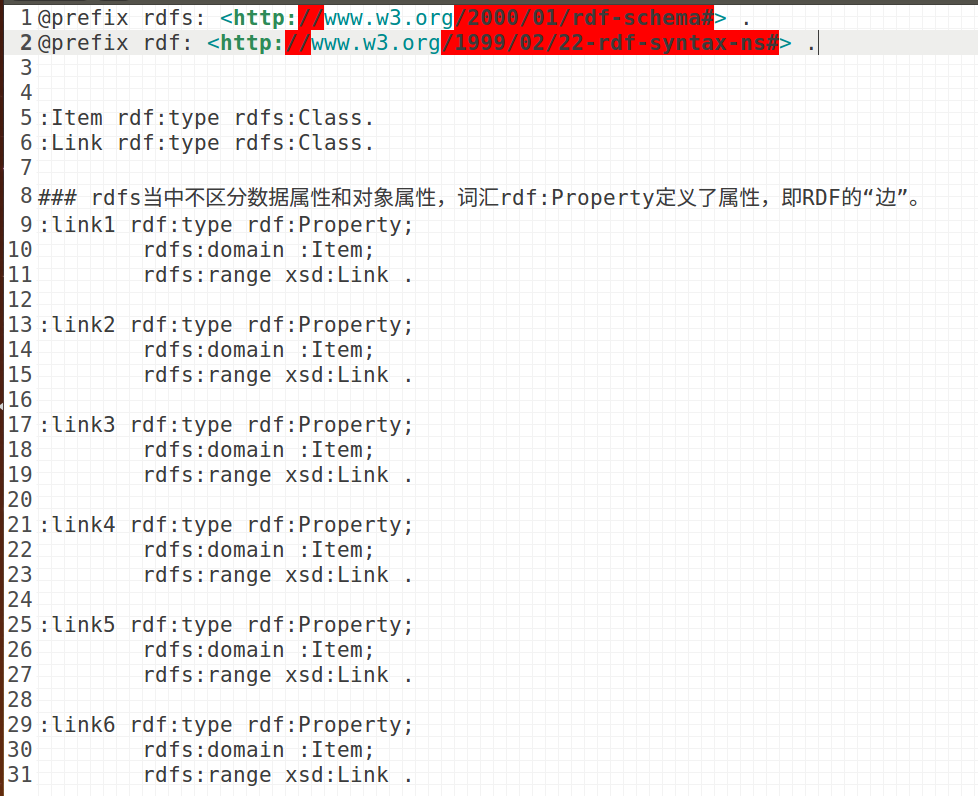 1 @prefix rdfs: <http://www.w3.org/2000/01/rdf-schema#> .
2 @prefix rdf: <http://www.w3.org/1999/02/22-rdf-syntax-ns#> .
3
4
5 :Item rdf:type rdfs:Class.
6 :Link rdf:type rdfs:Class.
7
8 ### rdfs当中不区分数据属性和对象属性，词汇rdf:Property定义了属性，即RDF的“边”。
9 :link1 rdf:type rdf:Property;
10         rdfs:domain :Item;
11         rdfs:range xsd:Link .
12
13 :link2 rdf:type rdf:Property;
14         rdfs:domain :Item;
15         rdfs:range xsd:Link .
16
17 :link3 rdf:type rdf:Property;
18         rdfs:domain :Item;
19         rdfs:range xsd:Link .
20
21 :link4 rdf:type rdf:Property;
22         rdfs:domain :Item;
23         rdfs:range xsd:Link .
24
25 :link5 rdf:type rdf:Property;
26         rdfs:domain :Item;
27         rdfs:range xsd:Link .
28
29 :link6 rdf:type rdf:Property;
30         rdfs:domain :Item;
31         rdfs:range xsd:Link .